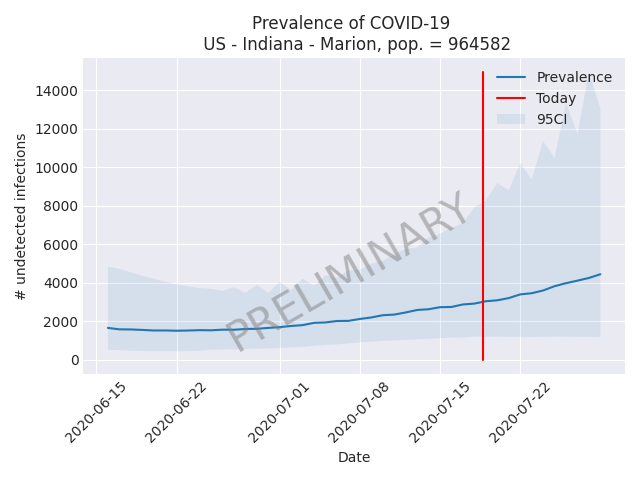 Prevalence of COVID-19
US - Indiana - Marion, pop. = 964582
# undetected infections
14000
12000
10000
8000
6000
4000
2000
0
Prevalence
Today
95CI
PRELIMINARY
2020-06-15
2020-06-22
2020-07-01
2020-07-08
2020-07-15
2020-07-22
Date